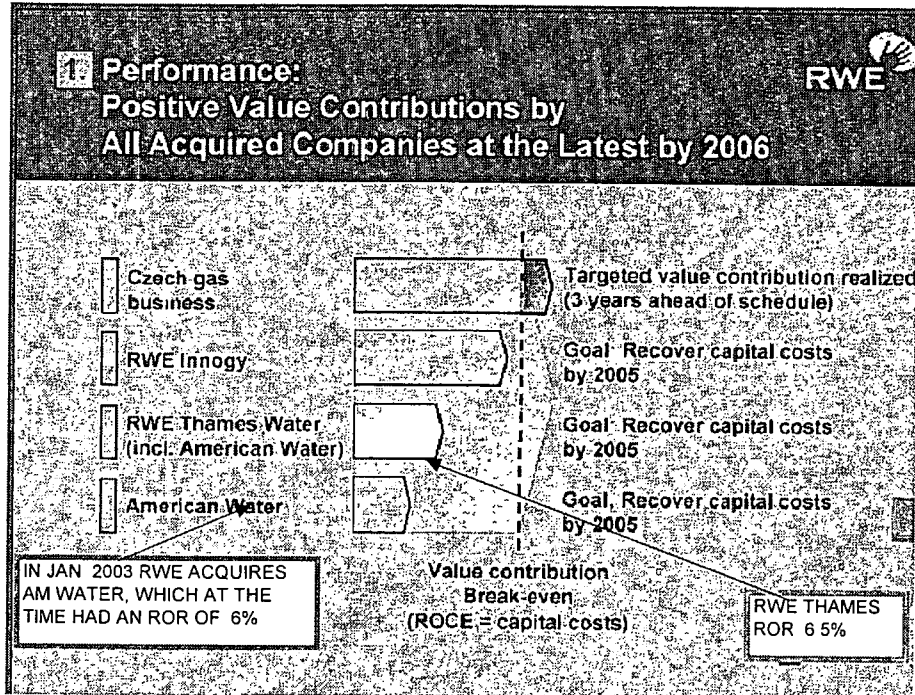 1 Performance:
Positive Value Contributions by
All Acquired Companies at the Latest by 2006
RWE
Czech gas
business
Targeted value contribution realized
(3 years ahead of schedule)
RWE Innogy
Goal Recover capital costs
by 2005
RWE Thames Water
(incl. American Water)
Goal Recover capital costs
by 2005
American Water
Goal, Recover capital costs
by 2005
IN JAN 2003 RWE ACQUIRES
AM WATER, WHICH AT THE
TIME HAD AN ROR OF 6%
Value contribution
Break-even
(ROCE = capital costs)
RWE THAMES
ROR 6 5%